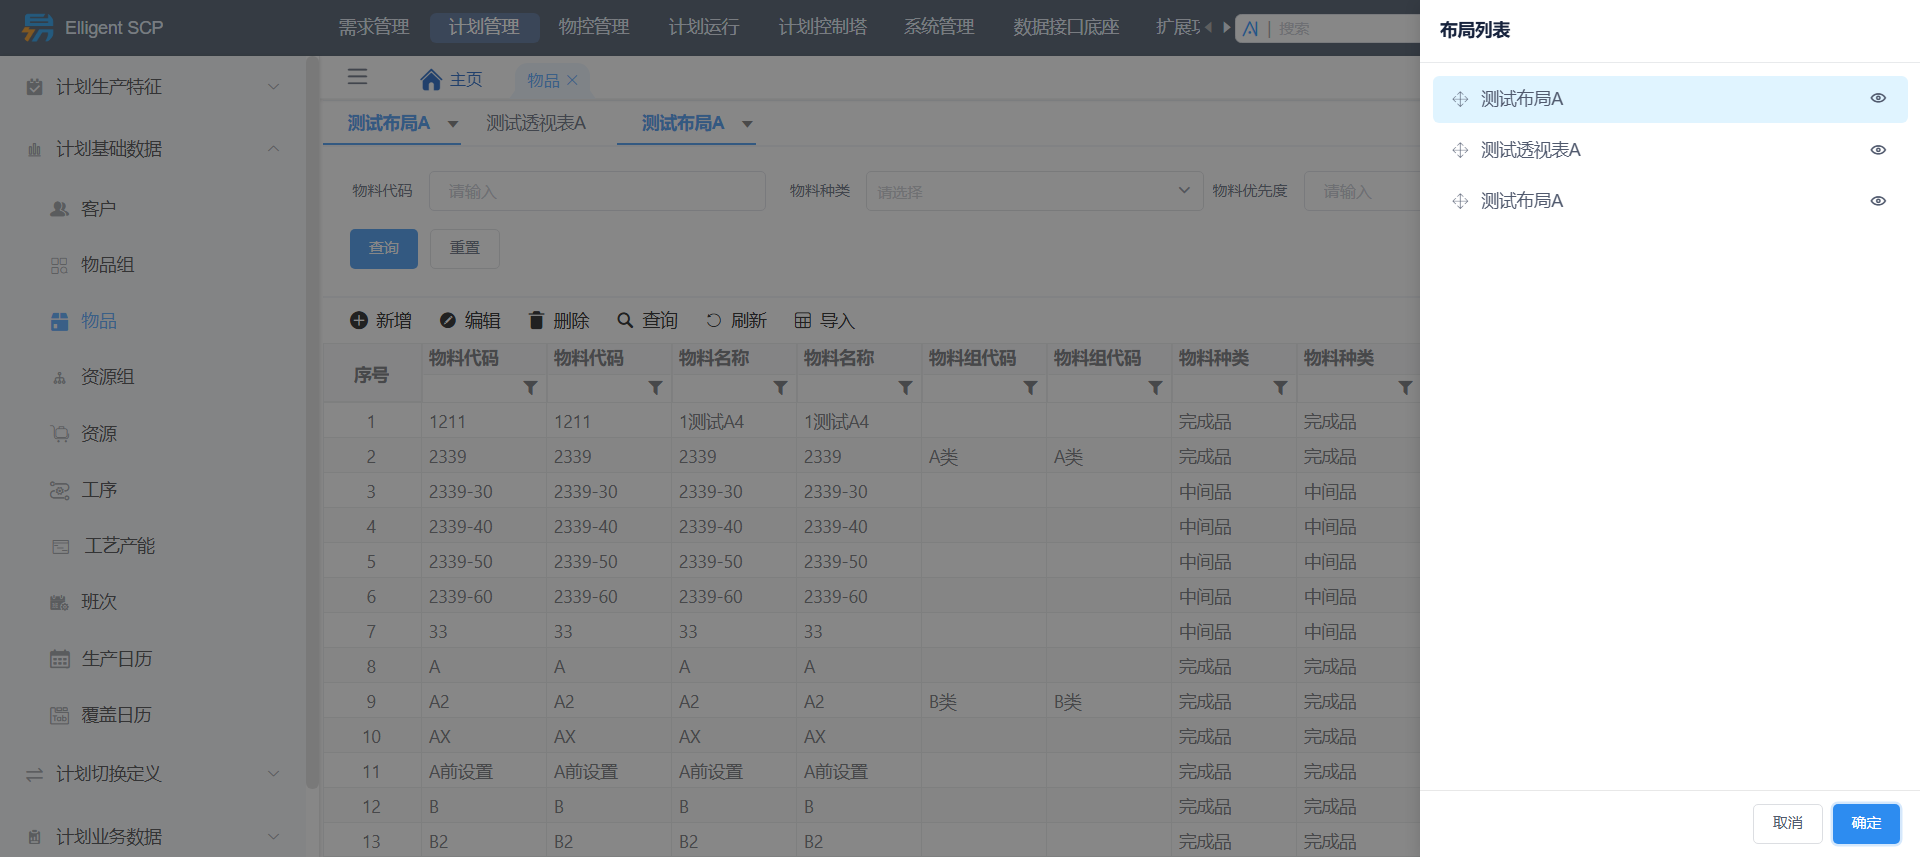 Elligent SCP
需求管理 计划管理 物控管理 计划运行 计划控制塔 系统管理 数据接口底座 扩展
AI | 搜索
计划生产特征
计划基础数据
客户
物品组
物品
资源组
资源
工序
工艺产能
班次
生产日历
覆盖日历
计划切换定义
计划业务数据
主页 物品
测试布局A 测试透视表A 测试布局A
物料代码 请输入 物料种类 请选择 物料优先度 请输入
查询 重置
新增 编辑 删除 查询 刷新 导入
序号 物料代码 物料代码 物料名称 物料名称 物料组代码 物料组代码 物料种类 物料种类
1 1211 1211 1测试A4 1测试A4 完成品 完成品
2 2339 2339 2339 2339 A类 A类 完成品 完成品
3 2339-30 2339-30 2339-30 2339-30 中间品 中间品
4 2339-40 2339-40 2339-40 2339-40 中间品 中间品
5 2339-50 2339-50 2339-50 2339-50 中间品 中间品
6 2339-60 2339-60 2339-60 2339-60 中间品 中间品
7 33 33 33 33 中间品 中间品
8 A A A A 完成品 完成品
9 A2 A2 A2 A2 B类 B类 完成品 完成品
10 AX AX AX AX 完成品 完成品
11 A前设置 A前设置 A前设置 A前设置 完成品 完成品
12 B B B B 完成品 完成品
13 B2 B2 B2 B2 完成品 完成品
布局列表
测试布局A
测试透视表A
测试布局A
取消 确定